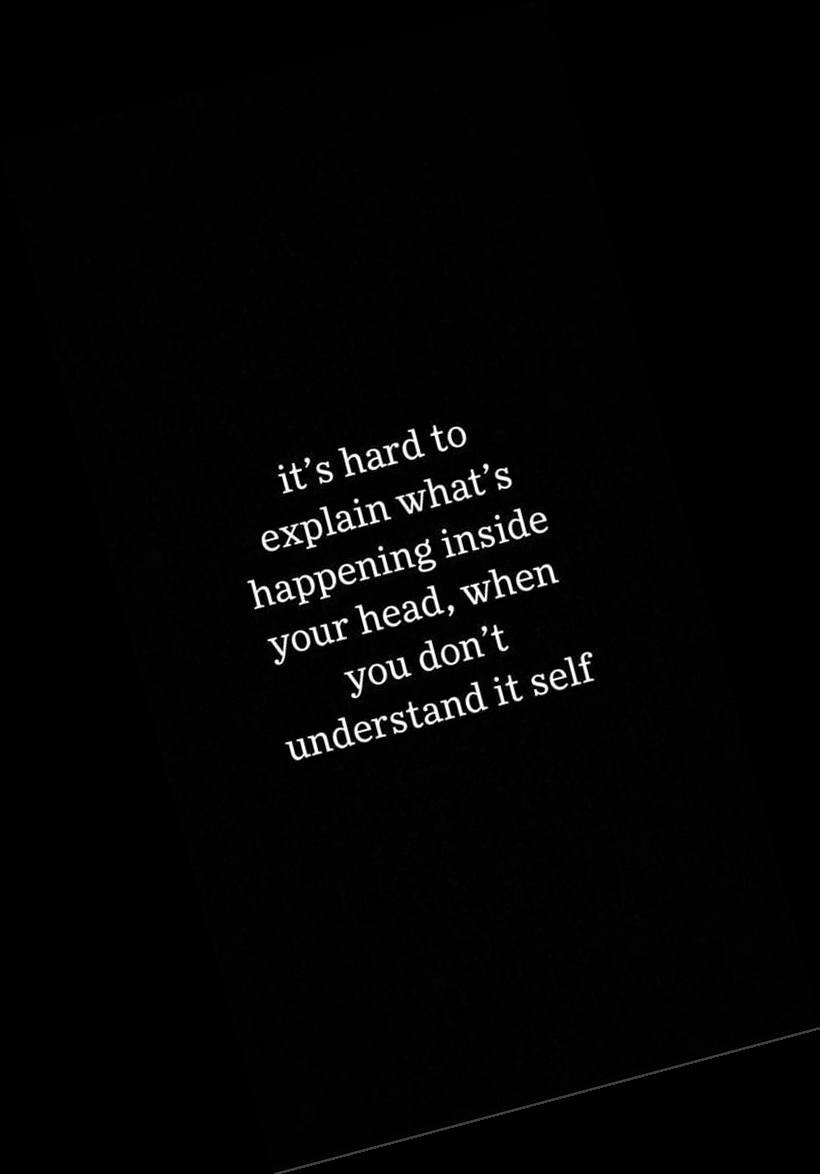 it’s hard to
explain what’s
happening inside
your head, when
you don’t
understand it self